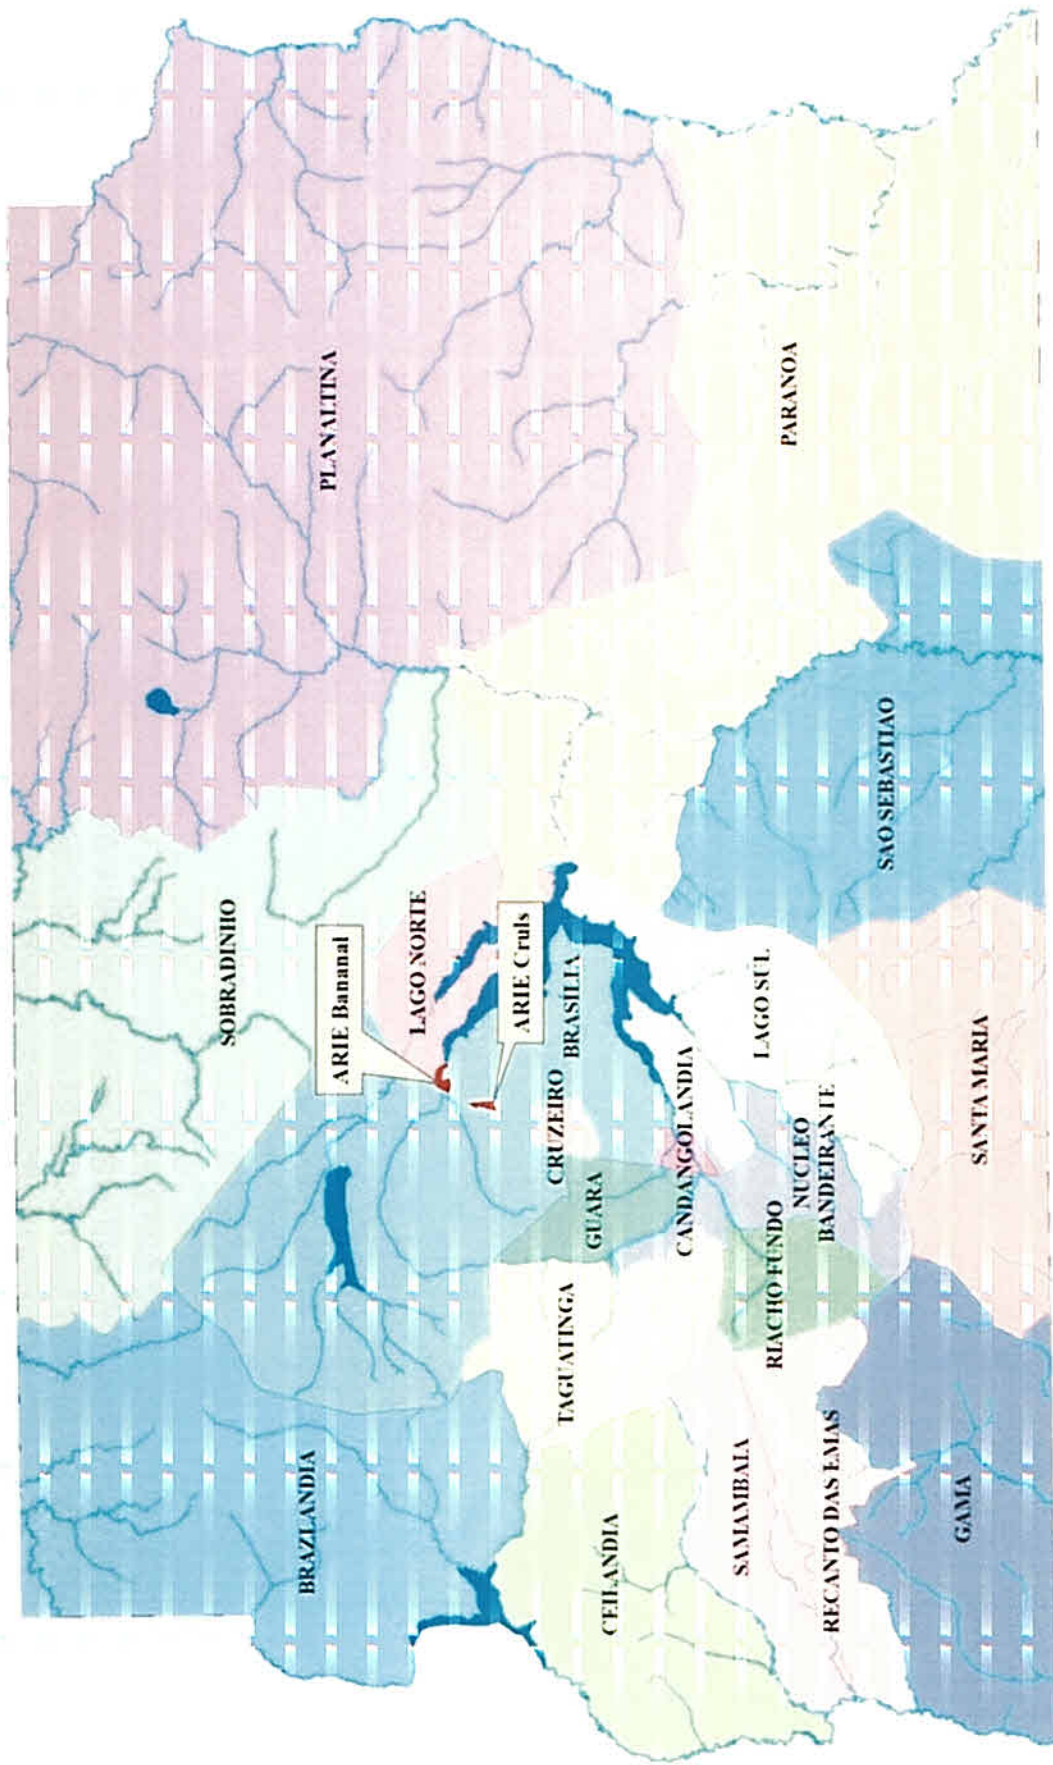 PLANALTINA
SOBRADINHO
BRAZLANDIA
ARIE Bananal
LAGO NORTE
ARIE Cruls
BRASÍLIA
CRUZEIRO
GUARA
TAGUATINGA
CEILANDIA
PARANOA
CANDANGOLANDIA
LAGO SUL
NUCLEO
BANDEIRANTE
RIACHO FUNDO
SAMAMBAIA
RECANTO DAS EMAS
SAO SEBASTIAO
SANTA MARIA
GAMA